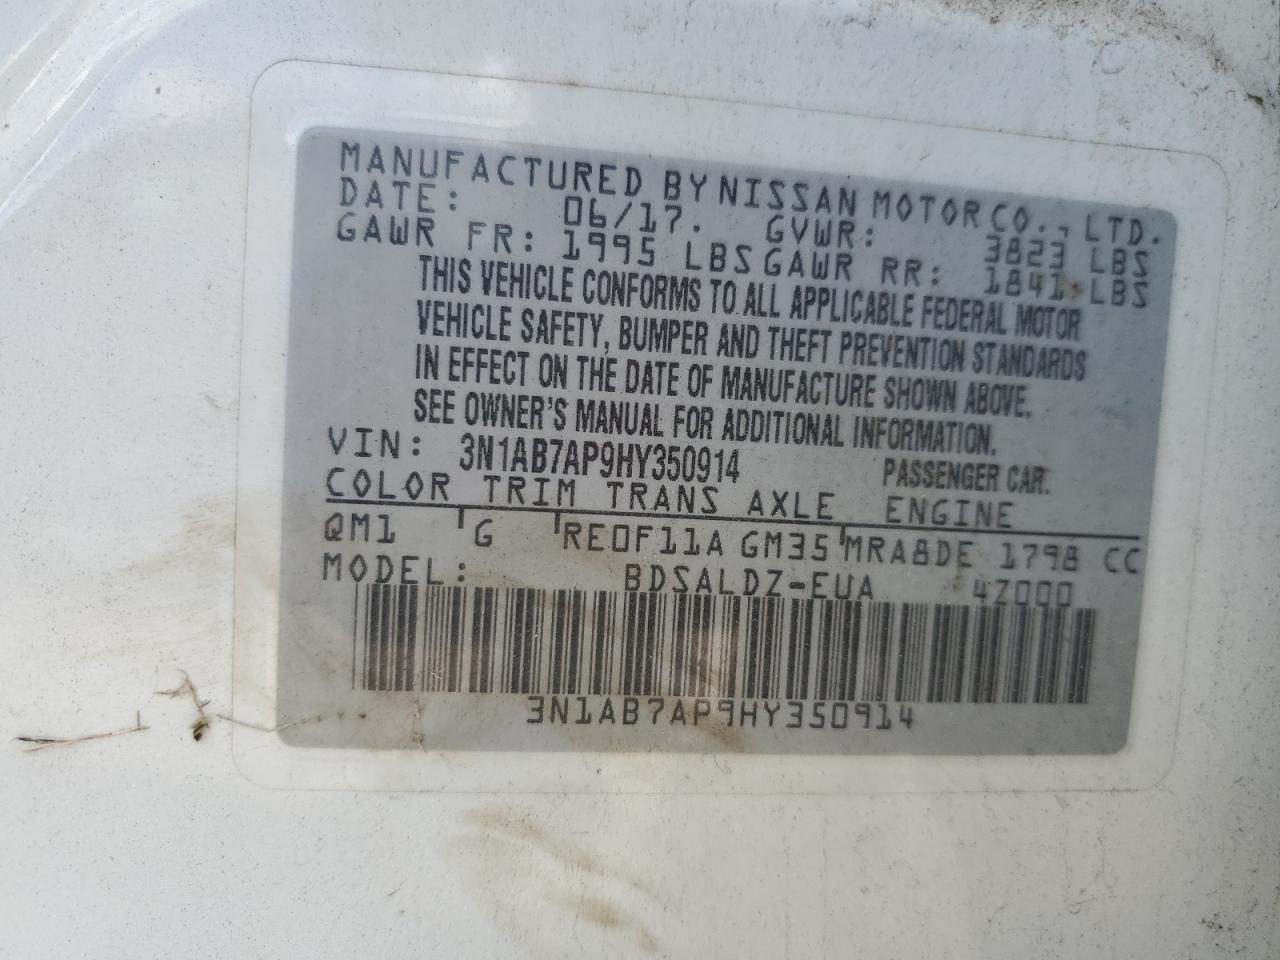 MANUFACTURED BY NISSAN MOTOR CO., LTD.
DATE: 06/17. GVWR: 3823 LBS
GAWR FR: 1995 LBS GAWR RR: 1841 LBS
THIS VEHICLE CONFORMS TO ALL APPLICABLE FEDERAL MOTOR
VEHICLE SAFETY, BUMPER AND THEFT PREVENTION STANDARDS
IN EFFECT ON THE DATE OF MANUFACTURE SHOWN ABOVE.
SEE OWNER'S MANUAL FOR ADDITIONAL INFORMATION.
VIN: 3N1AB7AP9HY350914 PASSENGER CAR.
COLOR TRIM TRANS AXLE ENGINE
QM1 G RE0F11A GM35 MRA8DE 1798 CC
MODEL: BDSALDZ-EUA 4Z000
3N1AB7AP9HY350914